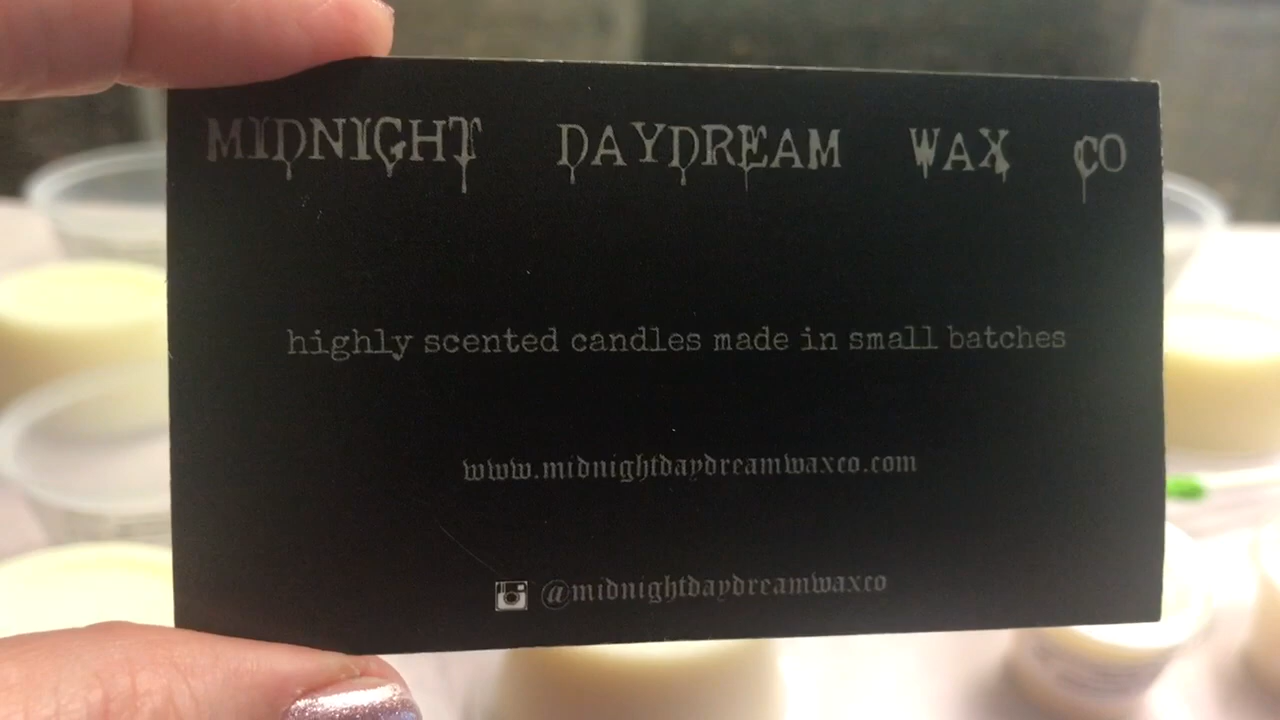 MIDNIGHT DAYDREAM WAX CO
highly scented candles made in small batches
www.midnightdaydreamwaxco.com
@midnightdaydreamwaxco